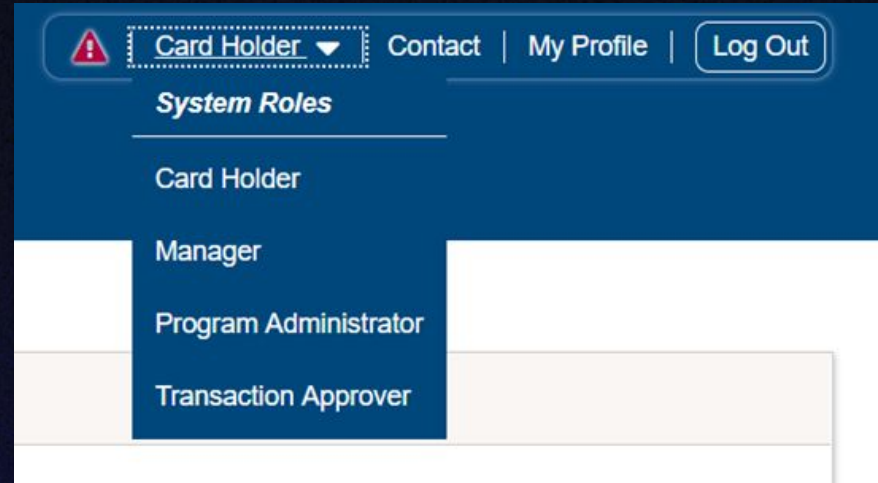 Card Holder Contact | My Profile | Log Out
System Roles
Card Holder
Manager
Program Administrator
Transaction Approver